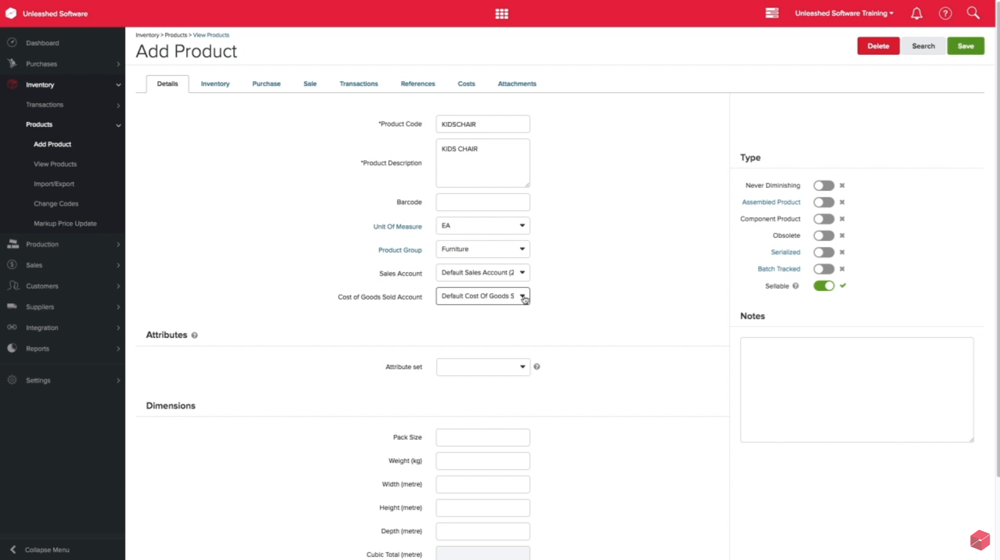 Unleashed Software
Unleashed Software Training
Dashboard
Purchases
Inventory
Transactions
Products
Add Product
View Products
Import/Export
Change Codes
Markup Price Update
Production
Sales
Customers
Suppliers
Integration
Reports
Settings
Collapse Menu
Inventory > Products > View Products
Add Product
Delete
Search
Save
Details
Inventory
Purchase
Sale
Transactions
References
Costs
Attachments
*Product Code
KIDSCHAIR
*Product Description
KIDS CHAIR
Barcode
Unit Of Measure
EA
Product Group
Furniture
Sales Account
Default Sales Account (2
Cost of Goods Sold Account
Default Cost Of Goods S
Attributes
Attribute set
Dimensions
Pack Size
Weight (kg)
Width (metre)
Height (metre)
Depth (metre)
Cubic Total (metre)
Type
Never Diminishing
Assembled Product
Component Product
Obsolete
Serialized
Batch Tracked
Sellable
Notes